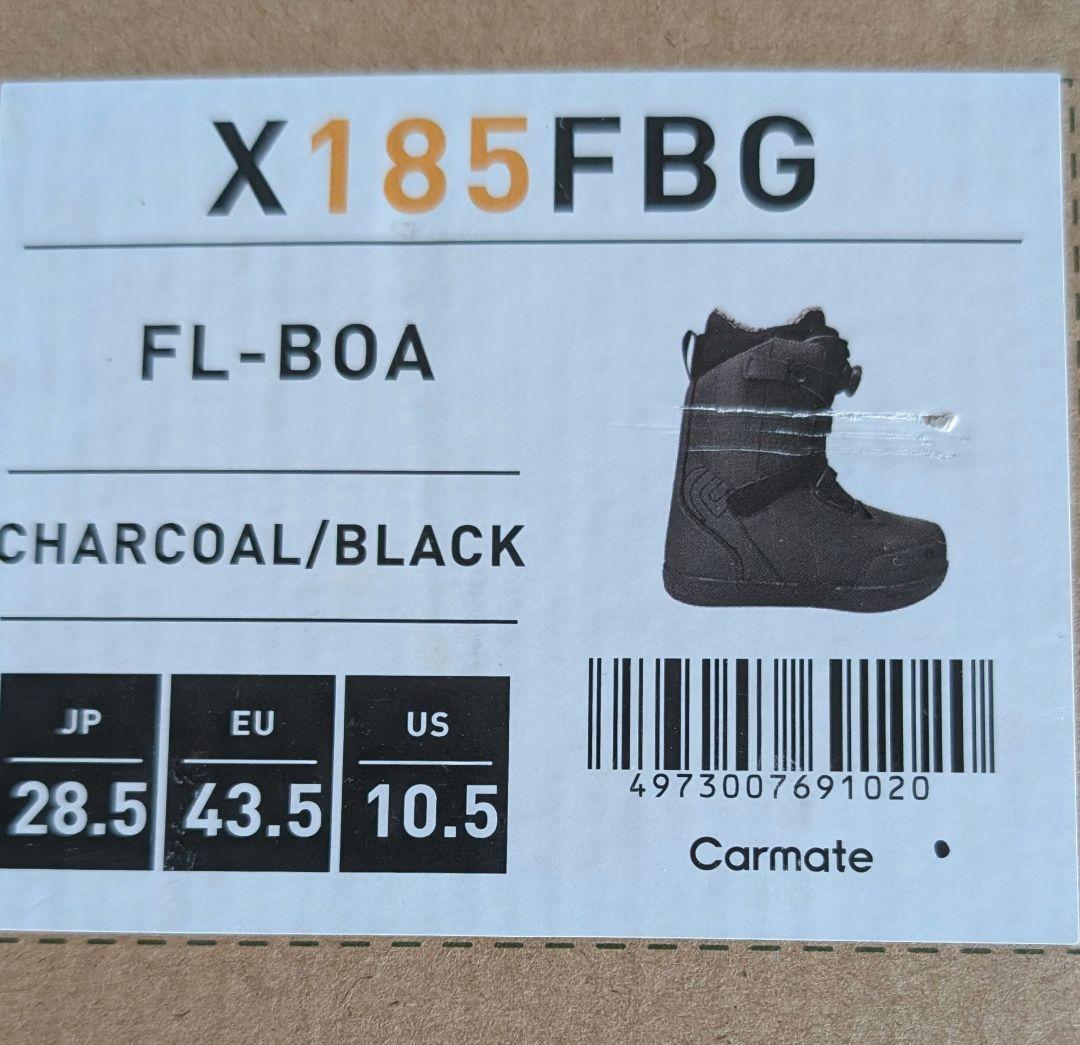 X185FBG
FL-BOA
CHARCOAL/BLACK
JP
28.5
EU
43.5
US
10.5
4973007691020
Carmate